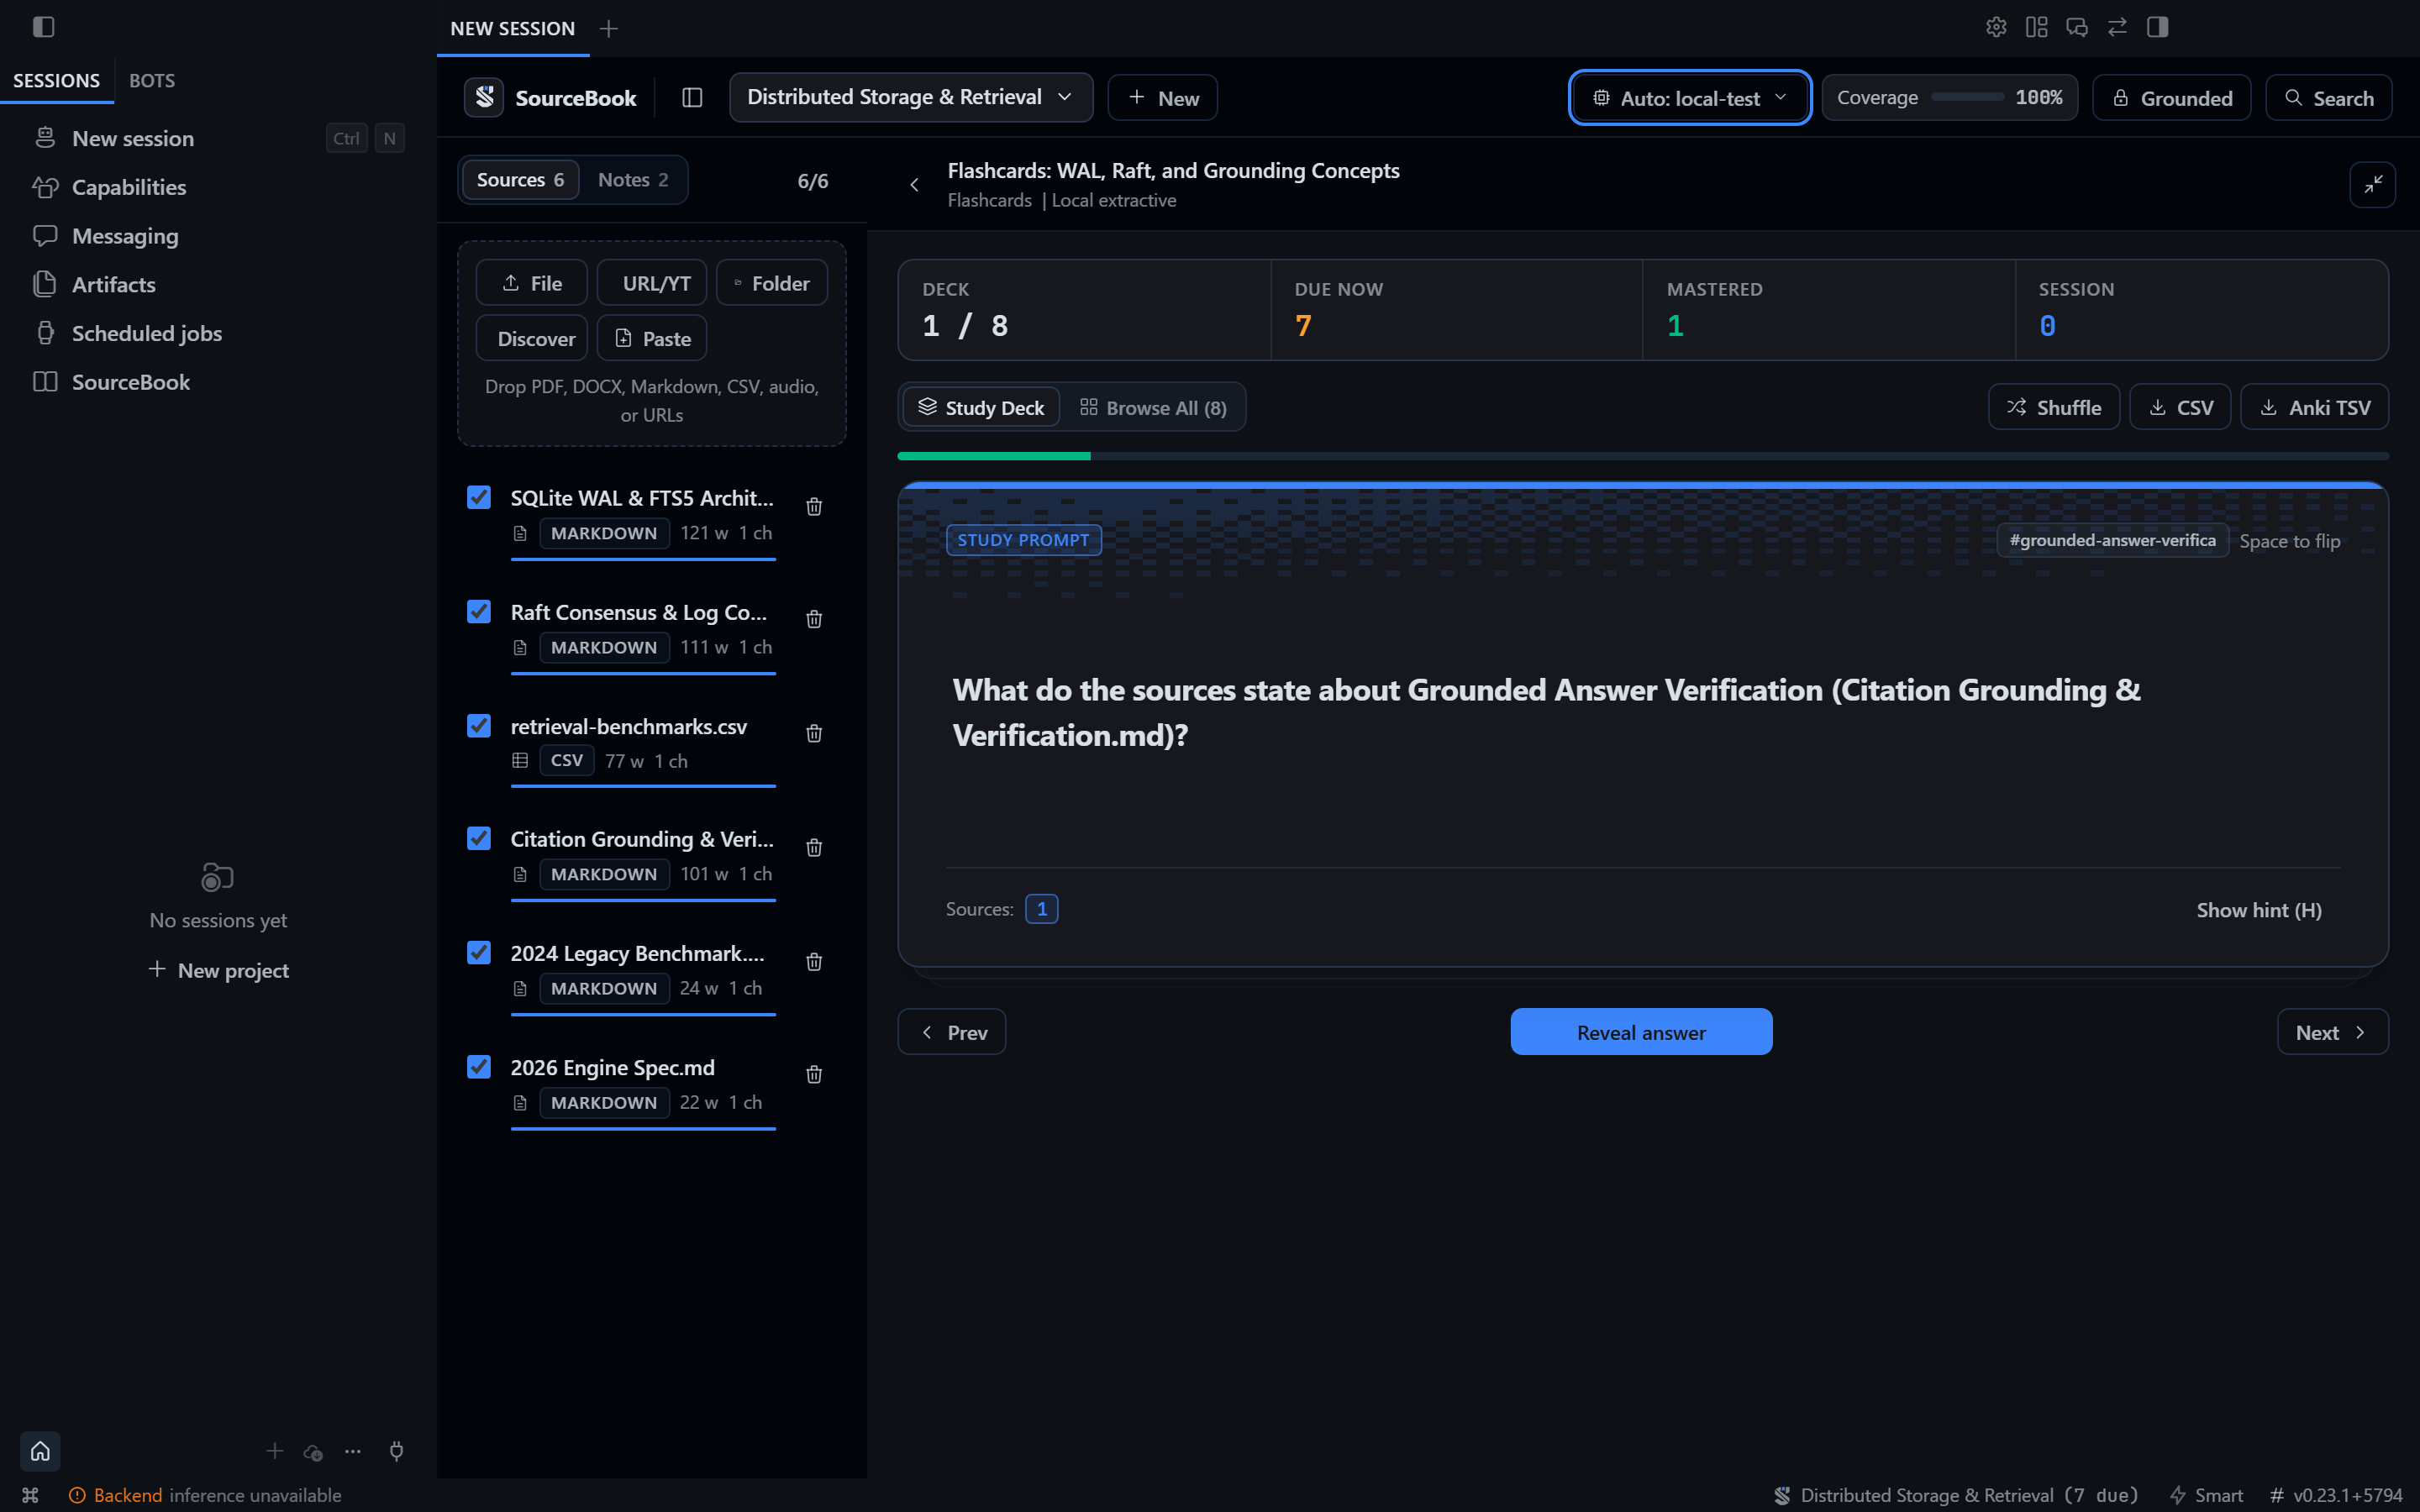 NEW SESSION
SESSIONS
BOTS
New session
Ctrl
N
Capabilities
Messaging
Artifacts
Scheduled jobs
SourceBook
No sessions yet
New project
Backend inference unavailable
SourceBook
Distributed Storage & Retrieval
New
Auto: local-test
Coverage
100%
Grounded
Search
Sources 6
Notes 2
6/6
File
URL/YT
Folder
Discover
Paste
Drop PDF, DOCX, Markdown, CSV, audio,
or URLs
SQLite WAL & FTS5 Archit...
MARKDOWN 121 w 1 ch
Raft Consensus & Log Co...
MARKDOWN 111 w 1 ch
retrieval-benchmarks.csv
CSV 77 w 1 ch
Citation Grounding & Veri...
MARKDOWN 101 w 1 ch
2024 Legacy Benchmark....
MARKDOWN 24 w 1 ch
2026 Engine Spec.md
MARKDOWN 22 w 1 ch
Flashcards: WAL, Raft, and Grounding Concepts
Flashcards | Local extractive
DECK
1 / 8
DUE NOW
7
MASTERED
1
SESSION
0
Study Deck
Browse All (8)
Shuffle
CSV
Anki TSV
STUDY PROMPT
#grounded-answer-verifica
Space to flip
What do the sources state about Grounded Answer Verification (Citation Grounding &
Verification.md)?
Sources: 1
Show hint (H)
Prev
Reveal answer
Next
Distributed Storage & Retrieval (7 due)
Smart
# v0.23.1+5794